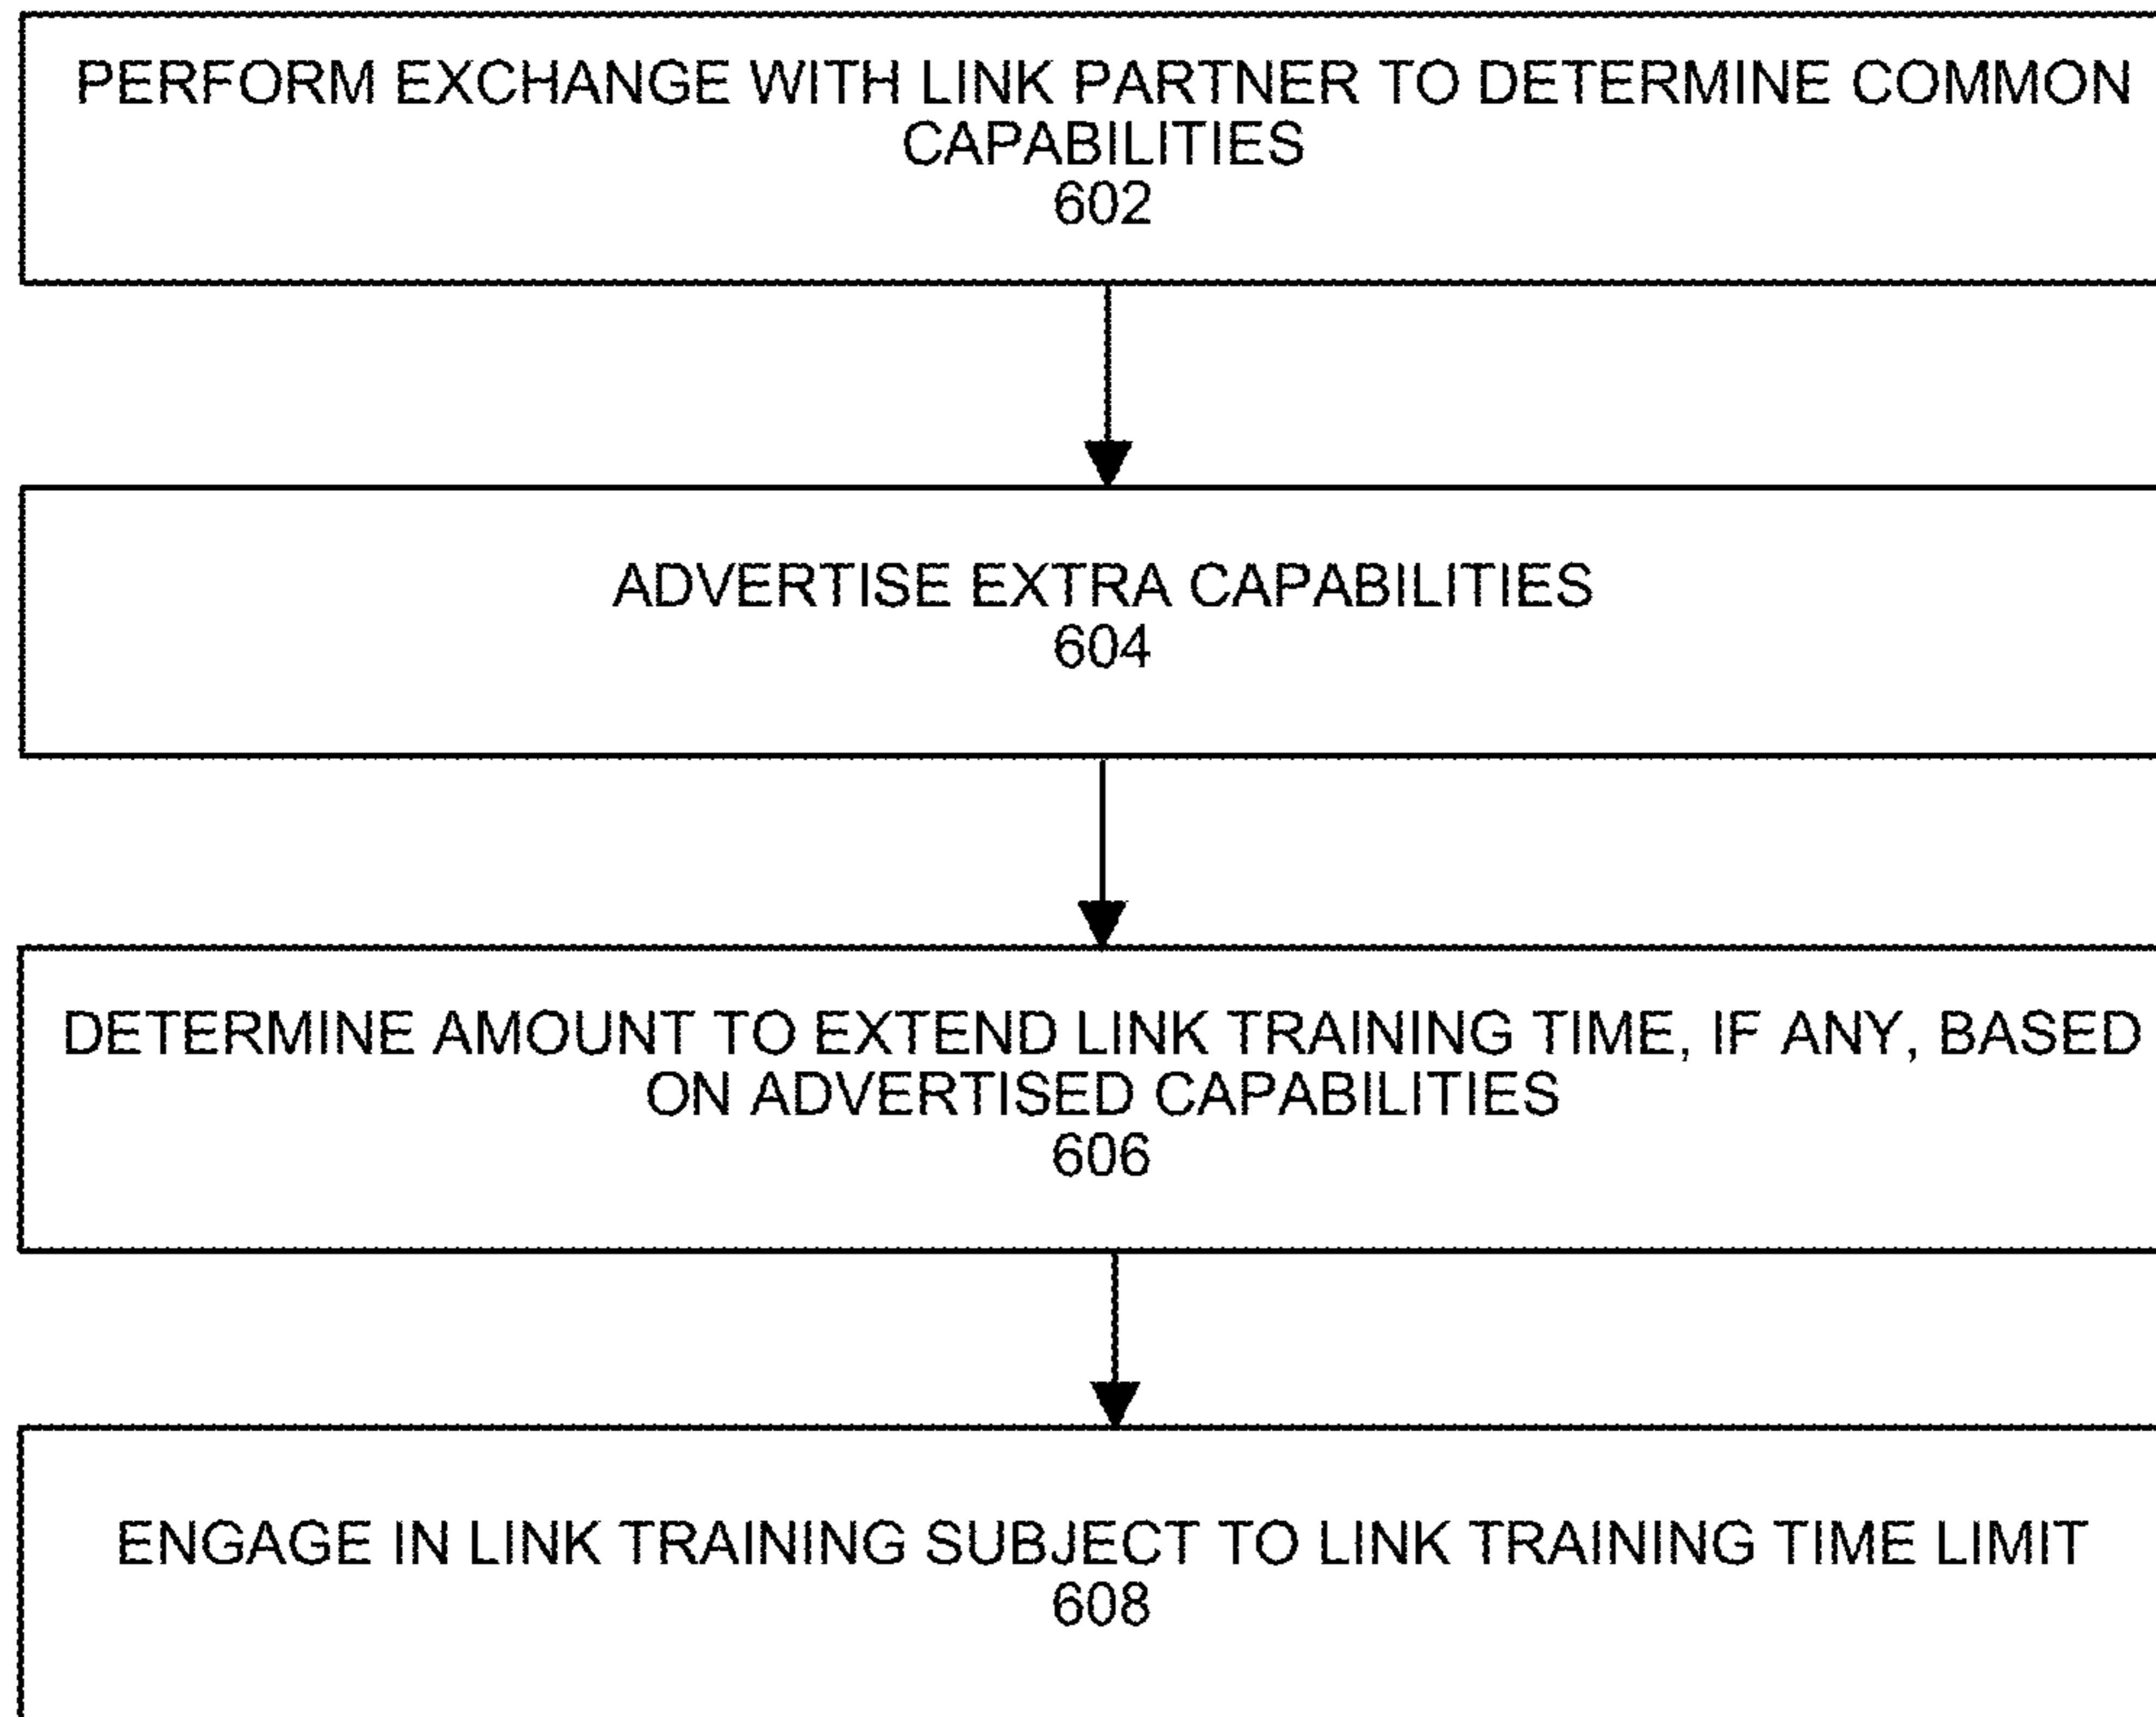 PERFORM EXCHANGE WITH LINK PARTNER TO DETERMINE COMMON
CAPABILITIES
602
ADVERTISE EXTRA CAPABILITIES
604
DETERMINE AMOUNT TO EXTEND LINK TRAINING TIME, IF ANY, BASED
ON ADVERTISED CAPABILITIES
606
ENGAGE IN LINK TRAINING SUBJECT TO LINK TRAINING TIME LIMIT
608